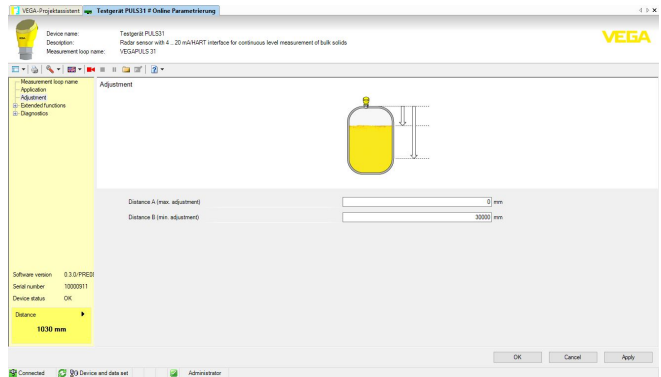 VEGA-Projektassistent
Testgerät PULS31 # Online Parametrierung
Device name: Testgerät PULS31
Description: Radar sensor with 4 ...20 mA/HART interface for continuous level measurement of bulk solids
Measurement loop name: VEGAPULS 31
VEGA
Measurement loop name
Application
Adjustment
Extended functions
Diagnostics
Adjustment
Distance A (max. adjustment) 0 mm
Distance B (min. adjustment) 30000 mm
Software version 0.3.0/PRE0
Serial number 10000911
Device status OK
Distance
1030 mm
OK Cancel Apply
Connected Device and data set Administrator